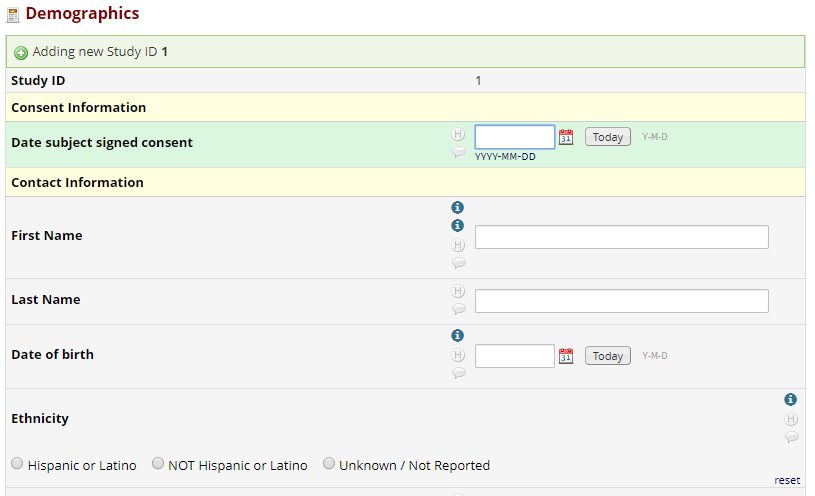 Demographics
Adding new Study ID 1
Study ID 1
Consent Information
Date subject signed consent H 31 Today Y-M-D
YYYY-MM-DD
Contact Information
First Name H
Last Name H
Date of birth H 31 Today Y-M-D
Ethnicity H
Hispanic or Latino NOT Hispanic or Latino Unknown / Not Reported
reset